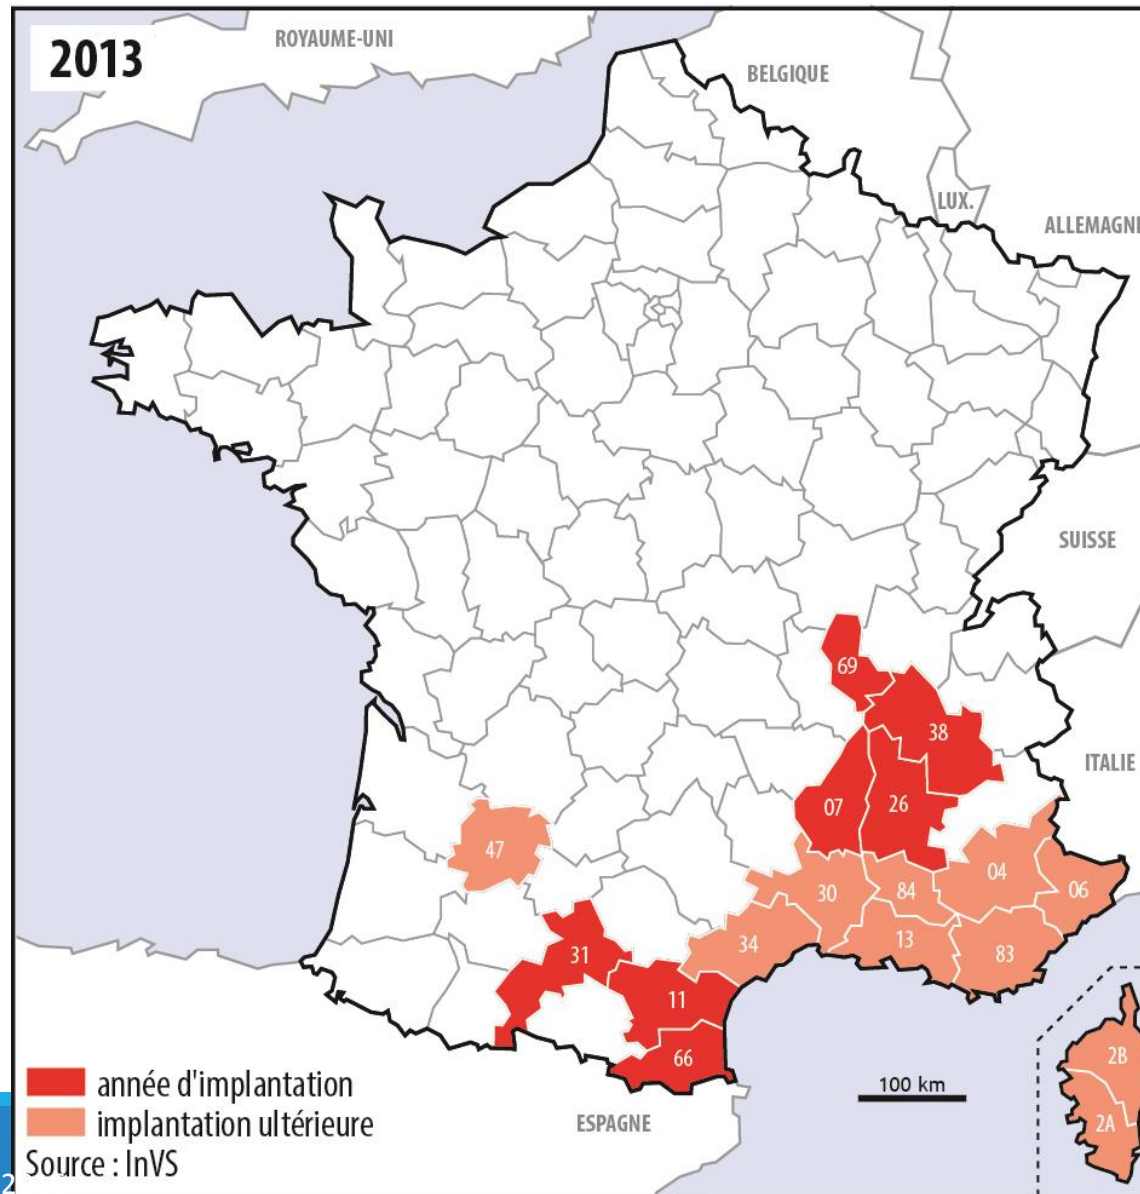 2013
ROYAUME-UNI
BELGIQUE
LUX.
ALLEMAGNE
SUISSE
69
38
ITALIE
07
26
47
04
06
30
84
34
13
83
31
11
66
2B
2A
100 km
année d'implantation
implantation ultérieure
ESPAGNE
Source : InVS
2